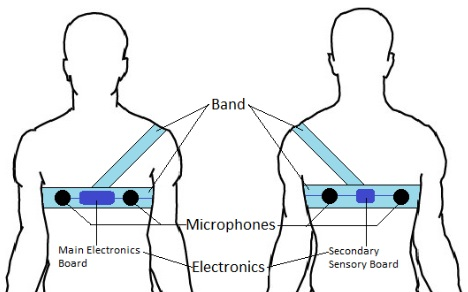 Band
Microphones
Main Electronics
Board
Electronics
Secondary
Sensory Board